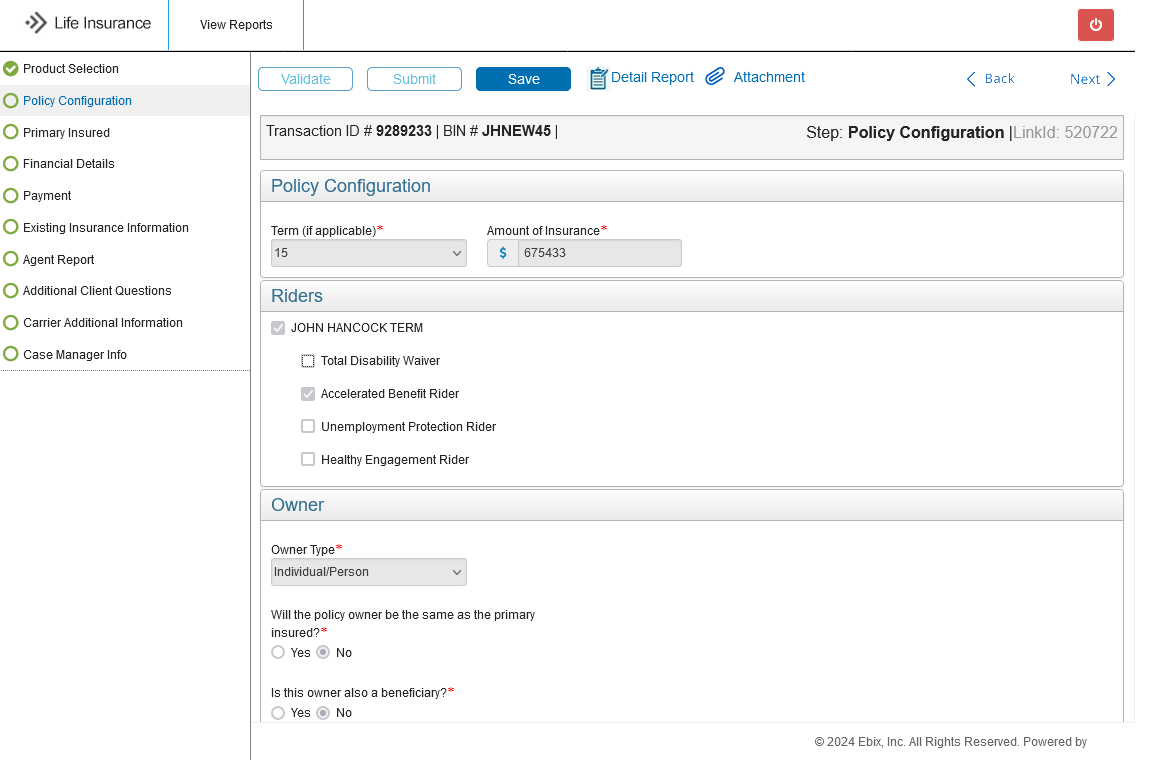 Life Insurance
View Reports
Product Selection
Policy Configuration
Primary Insured
Financial Details
Payment
Existing Insurance Information
Agent Report
Additional Client Questions
Carrier Additional Information
Case Manager Info
Validate Submit Save Detail Report Attachment Back Next
Transaction ID # 9289233 | BIN # JHNEW45 | Step: Policy Configuration |LinkId: 520722
Policy Configuration
Term (if applicable)* Amount of Insurance*
15 $ 675433
Riders
JOHN HANCOCK TERM
Total Disability Waiver
Accelerated Benefit Rider
Unemployment Protection Rider
Healthy Engagement Rider
Owner
Owner Type*
Individual/Person
Will the policy owner be the same as the primary
insured?*
Yes No
Is this owner also a beneficiary?*
Yes No
© 2024 Ebix, Inc. All Rights Reserved. Powered by